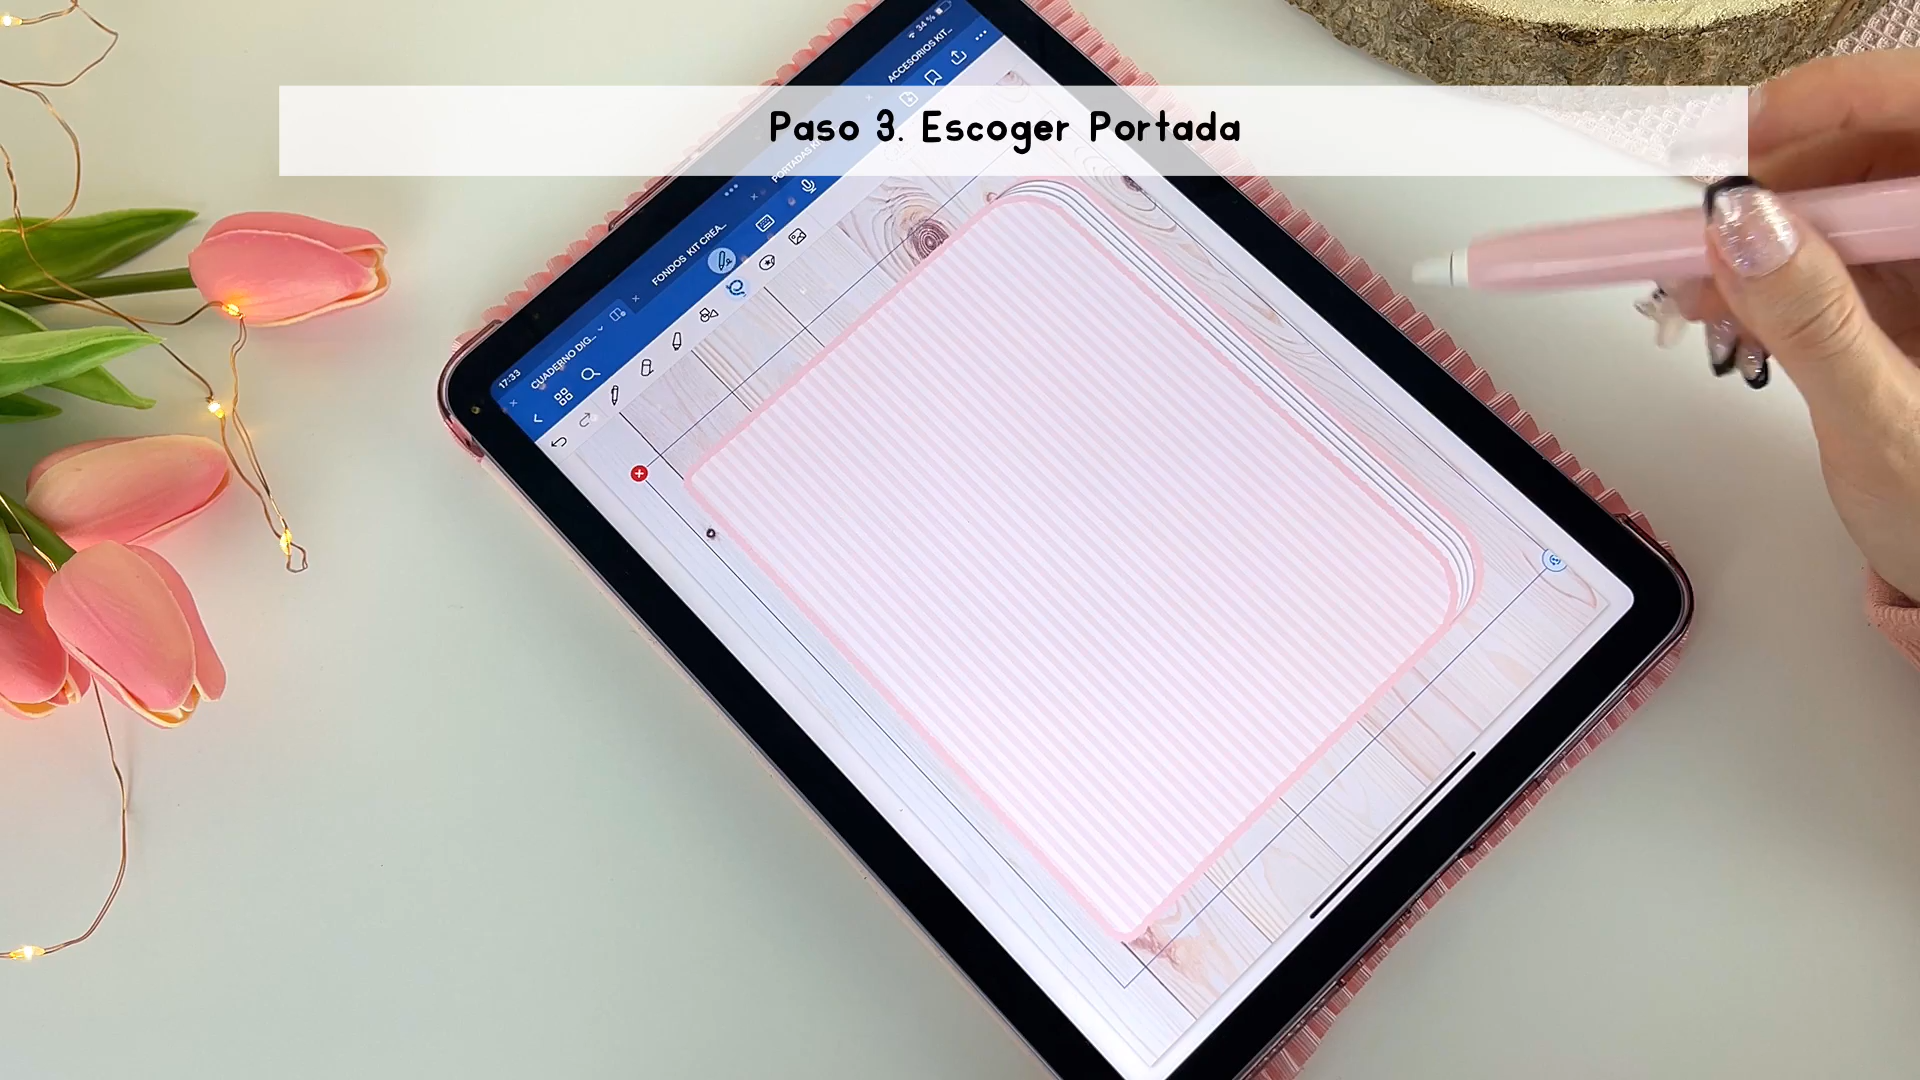 Paso 3. Escoger Portada
17:33
34 %
CUADERNO DIG...
FONDOS KIT CREA...
PORTADAS KI
ACCESORIOS KIT...